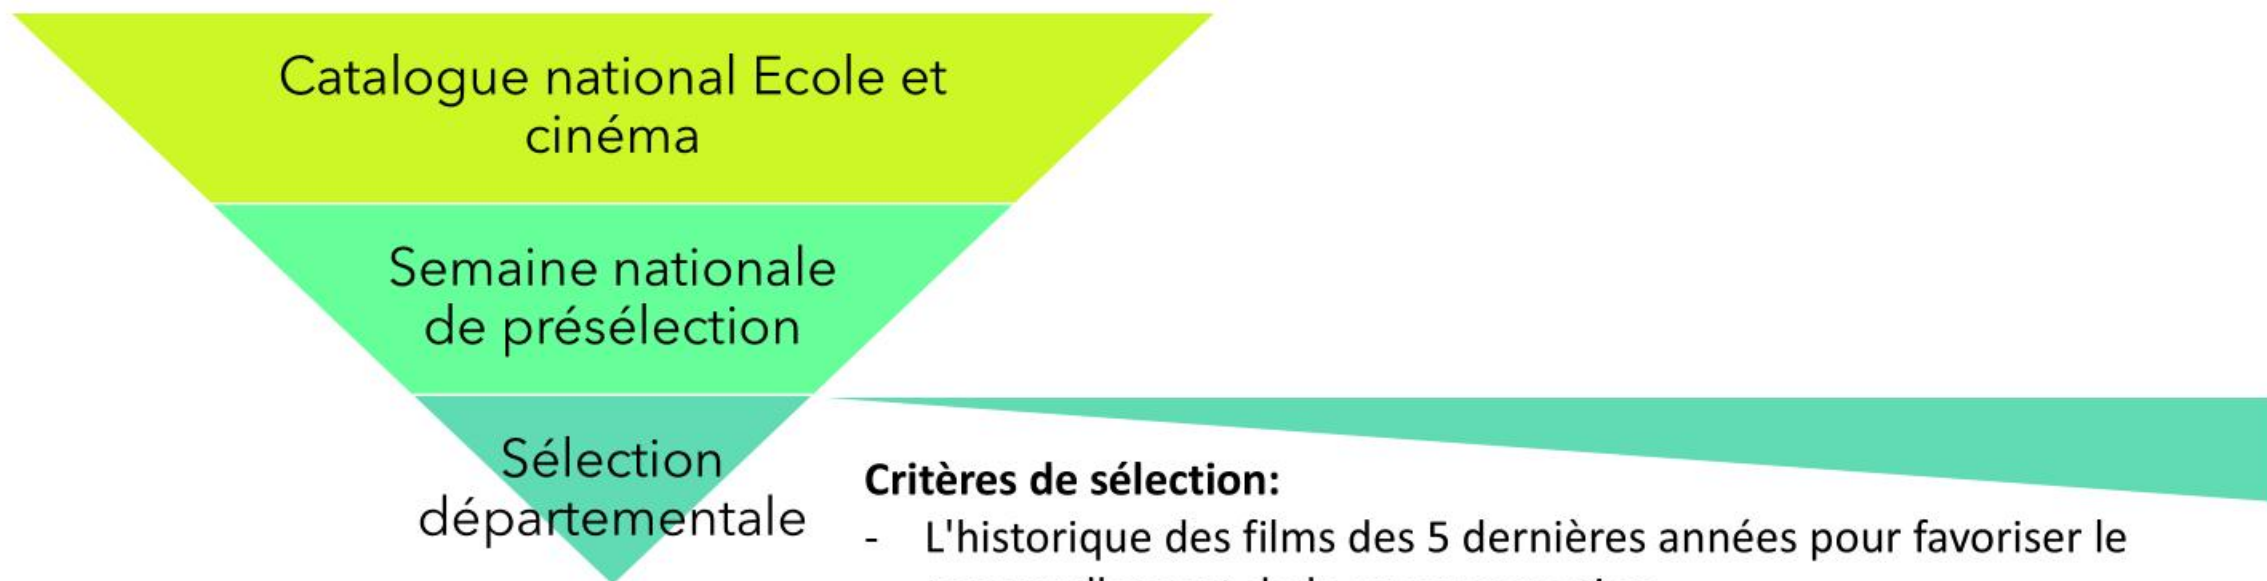 Catalogue national Ecole et
cinéma
Semaine nationale
de présélection
Sélection
départementale
Critères de sélection:
- L'historique des films des 5 dernières années pour favoriser le